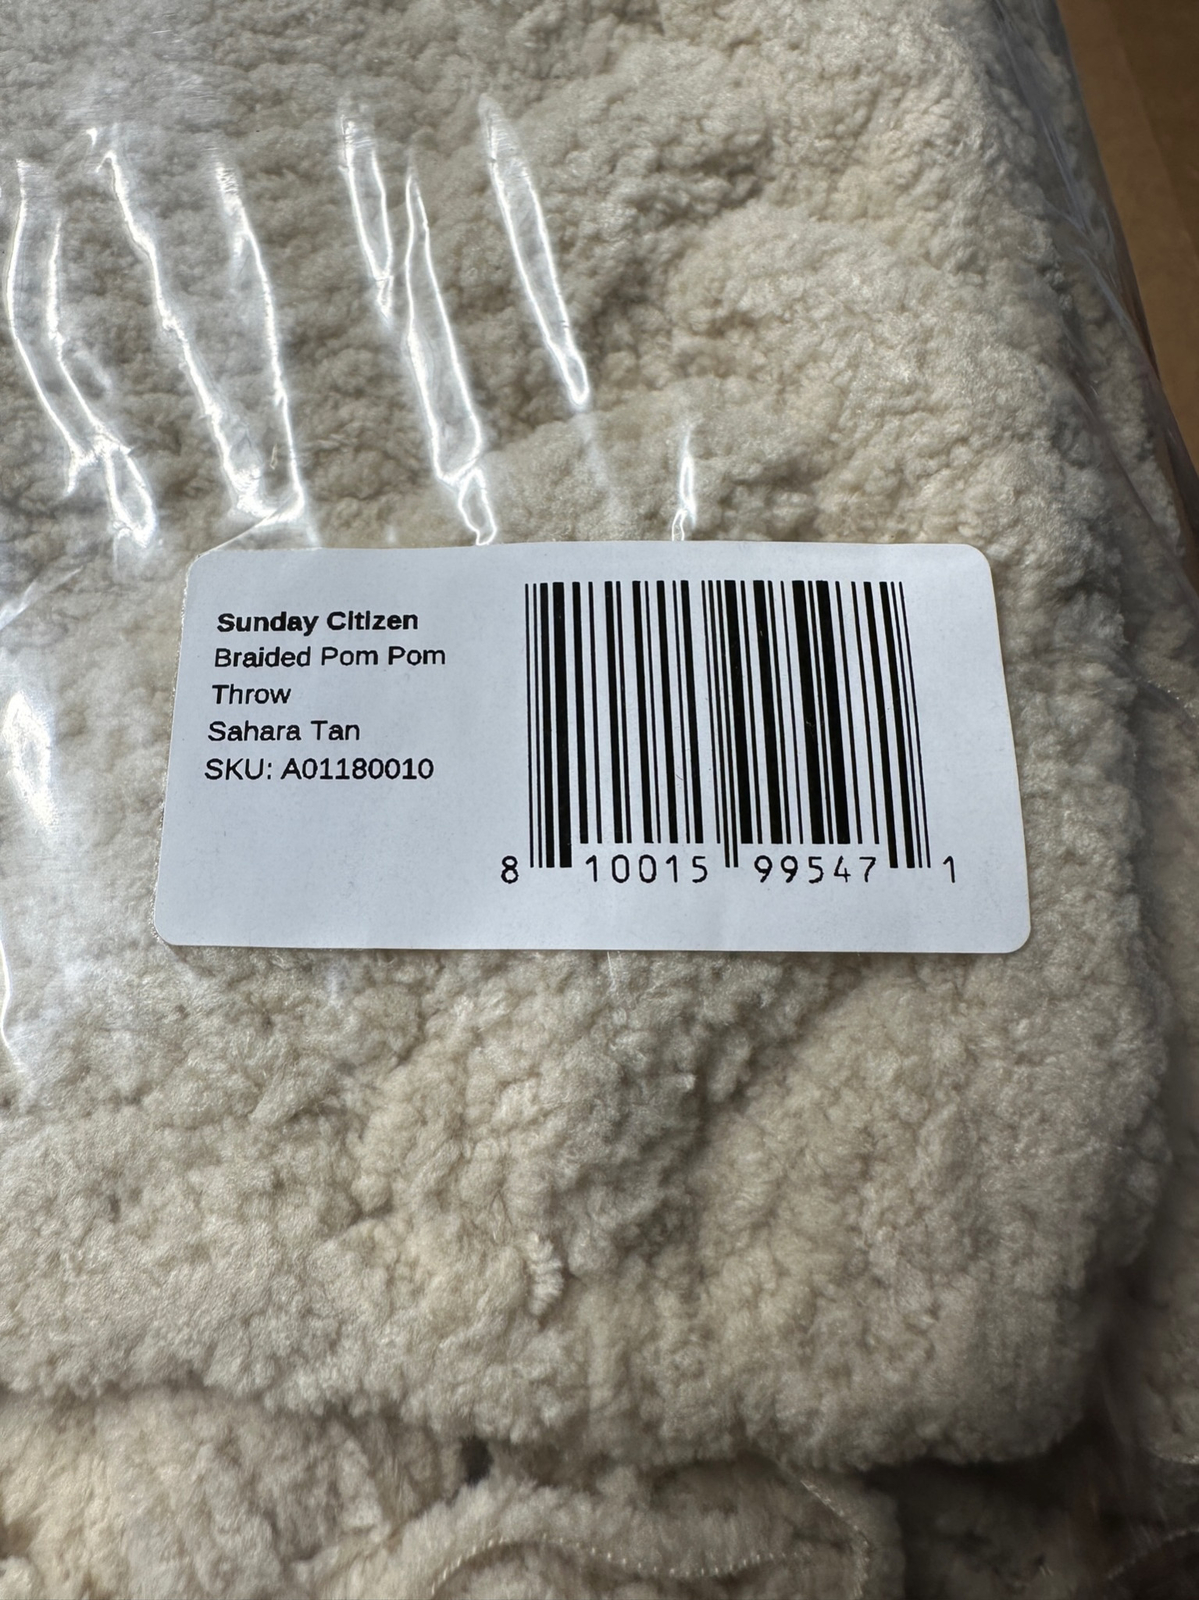 Sunday Citizen
Braided Pom Pom
Throw
Sahara Tan
SKU: A01180010
8 10015 99547 1